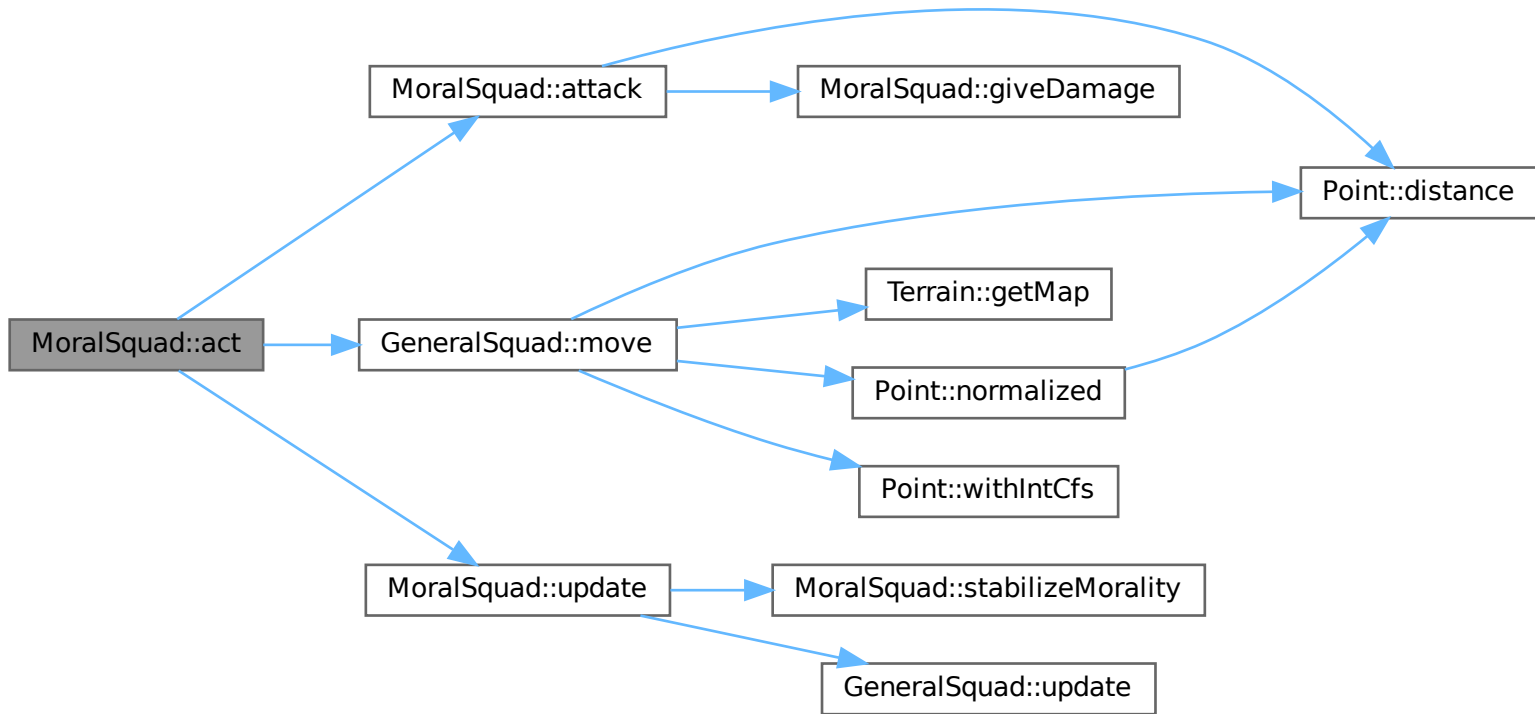 MoralSquad::attack
MoralSquad::giveDamage
Point::distance
Terrain::getMap
MoralSquad::act
GeneralSquad::move
Point::normalized
Point::withIntCfs
MoralSquad::update
MoralSquad::stabilizeMorality
GeneralSquad::update